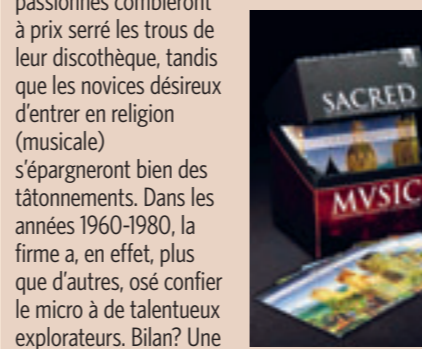 passionnés combleront
à prix serré les trous de
leur discothèque, tandis
que les novices désireux
d'entrer en religion
(musicale)
s'épargneront bien des
tâtonnements. Dans les
années 1960-1980, la
firme a, en effet, plus
que d'autres, osé confier
le micro à de talentueux
explorateurs. Bilan? Une
SACRED
MVSIC